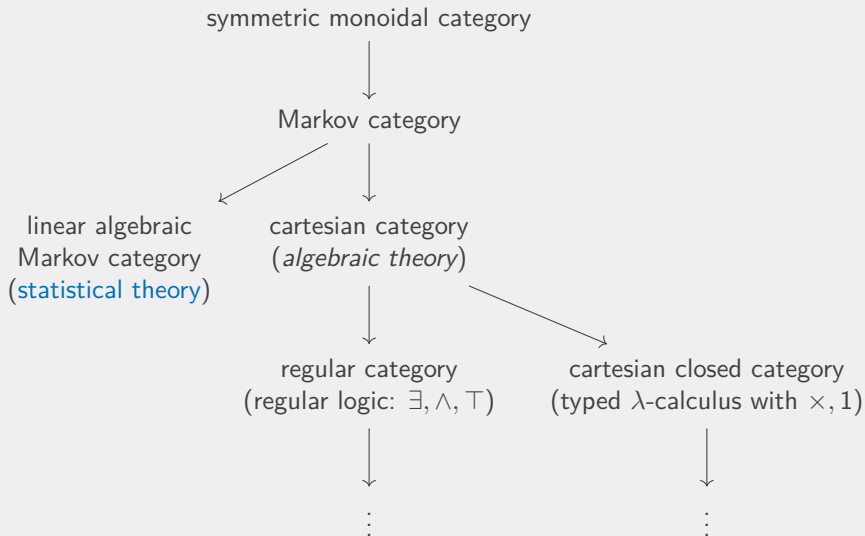 symmetric monoidal category
Markov category
linear algebraic
Markov category
(statistical theory)
cartesian category
(algebraic theory)
regular category
(regular logic: ∃, ∧, ⊤)
cartesian closed category
(typed λ-calculus with ×, 1)
⋮
⋮